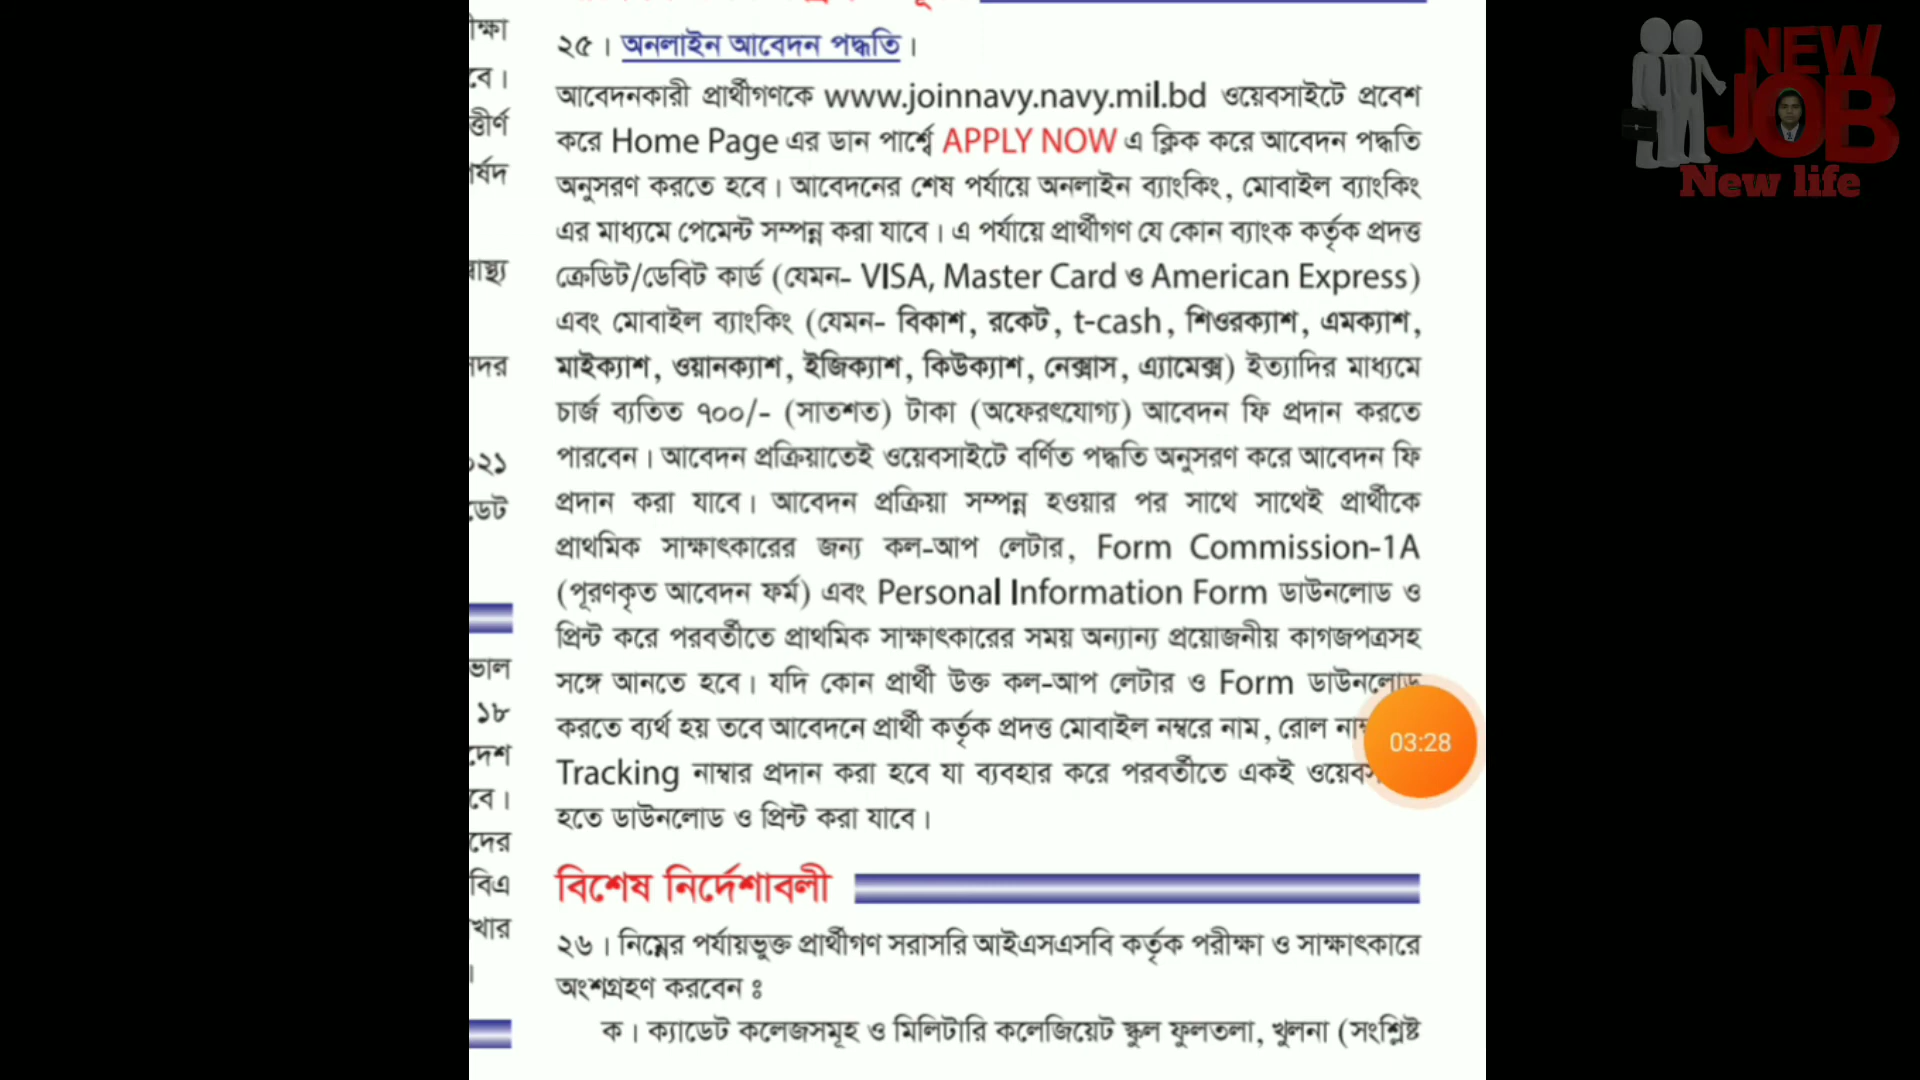 ২৫। অনলাইন আবেদন পদ্ধতি।
আবেদনকারী প্রার্থীগণকে www.joinnavy.navy.mil.bd ওয়েবসাইটে প্রবেশ
করে Home Page এর ডান পার্শ্বে APPLY NOW এ ক্লিক করে আবেদন পদ্ধতি
অনুসরণ করতে হবে। আবেদনের শেষ পর্যায়ে অনলাইন ব্যাংকিং, মোবাইল ব্যাংকিং
এর মাধ্যমে পেমেন্ট সম্পন্ন করা যাবে। এ পর্যায়ে প্রার্থীগণ যে কোন ব্যাংক কর্তৃক প্রদত্ত
ক্রেডিট/ডেবিট কার্ড (যেমন- VISA, Master Card ও American Express)
এবং মোবাইল ব্যাংকিং (যেমন- বিকাশ, রকেট, t-cash, শিওরক্যাশ, এমক্যাশ,
মাইক্যাশ, ওয়ানক্যাশ, ইজিক্যাশ, কিউক্যাশ, নেক্সাস, এ্যামেক্স) ইত্যাদির মাধ্যমে
চার্জ ব্যতিত ৭০০/- (সাতশত) টাকা (অফেরৎযোগ্য) আবেদন ফি প্রদান করতে
পারবেন। আবেদন প্রক্রিয়াতেই ওয়েবসাইটে বর্ণিত পদ্ধতি অনুসরণ করে আবেদন ফি
প্রদান করা যাবে। আবেদন প্রক্রিয়া সম্পন্ন হওয়ার পর সাথে সাথেই প্রার্থীকে
প্রাথমিক সাক্ষাৎকারের জন্য কল-আপ লেটার, Form Commission-1A
(পূরণকৃত আবেদন ফর্ম) এবং Personal Information Form ডাউনলোড ও
প্রিন্ট করে পরবর্তীতে প্রাথমিক সাক্ষাৎকারের সময় অন্যান্য প্রয়োজনীয় কাগজপত্রসহ
সঙ্গে আনতে হবে। যদি কোন প্রার্থী উক্ত কল-আপ লেটার ও Form ডাউনলোড
করতে ব্যর্থ হয় তবে আবেদনে প্রার্থী কর্তৃক প্রদত্ত মোবাইল নম্বরে নাম, রোল
Tracking নাম্বার প্রদান করা হবে যা ব্যবহার করে পরবর্তীতে একই
হতে ডাউনলোড ও প্রিন্ট করা যাবে।
বিশেষ নির্দেশাবলী
২৬। নিম্নের পর্যায়ভুক্ত প্রার্থীগণ সরাসরি আইএসএসবি কর্তৃক পরীক্ষা ও সাক্ষাৎকারে
অংশগ্রহণ করবেন ঃ
ক। ক্যাডেট কলেজসমূহ ও মিলিটারি কলেজিয়েট স্কুল ফুলতলা, খুলনা (সংশ্লিষ্ট
03:28
NEW
JOB
New life